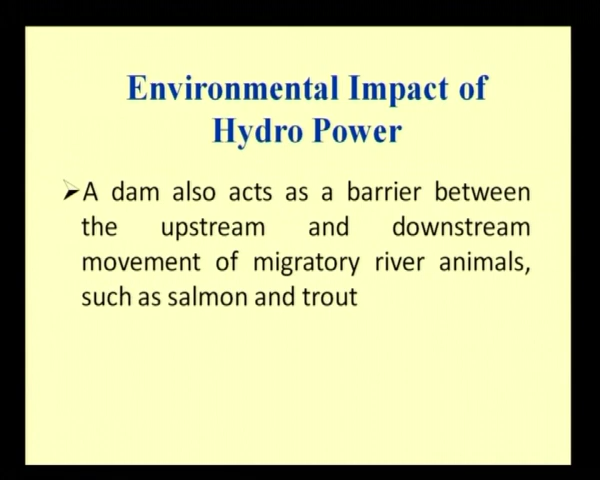 Environmental Impact of
Hydro Power
➢A dam also acts as a barrier between
the upstream and downstream
movement of migratory river animals,
such as salmon and trout